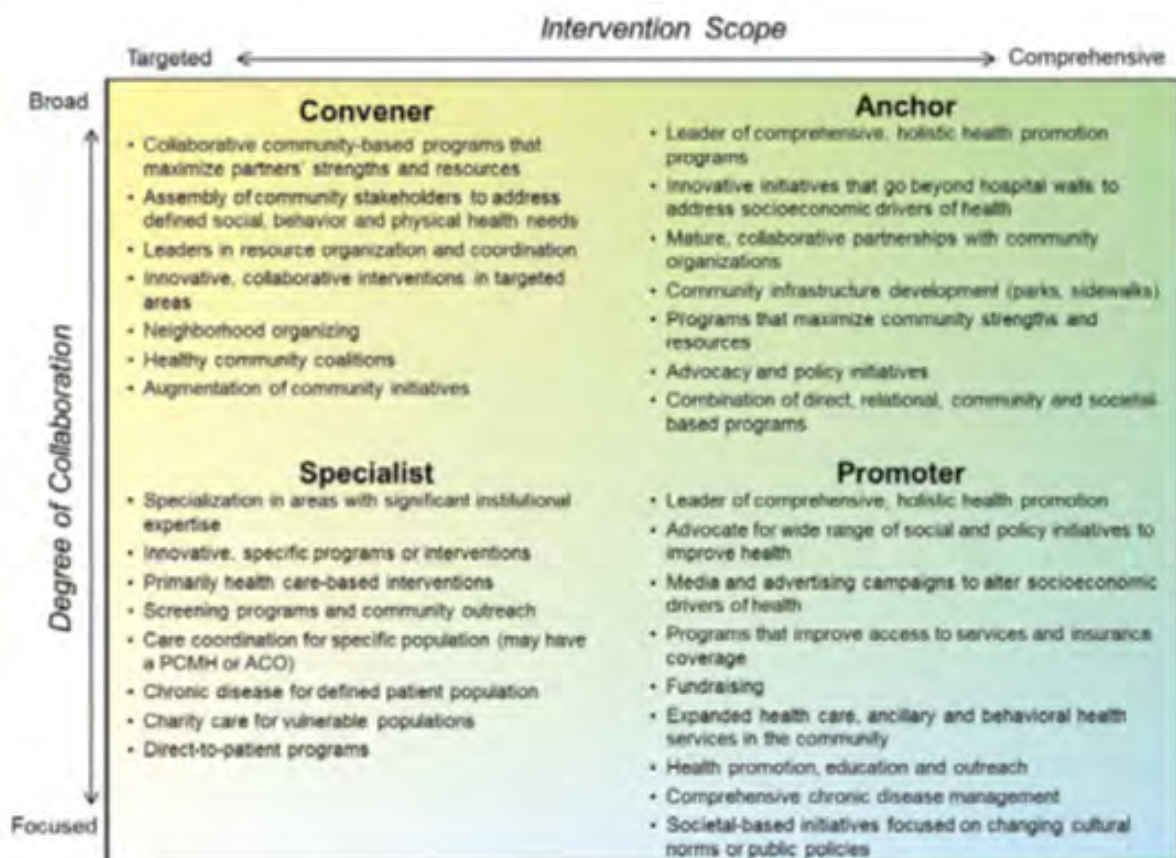 Intervention Scope
Targeted
Comprehensive
Broad
Degree of Collaboration
Focused
Convener
• Collaborative community-based programs that
maximize partners' strengths and resources
• Assembly of community stakeholders to address
defined social, behavior and physical health needs
• Leaders in resource organization and coordination
• Innovative, collaborative interventions in targeted
areas
• Neighborhood organizing
• Healthy community coalitions
• Augmentation of community initiatives
Anchor
• Leader of comprehensive, holistic health promotion
programs
• Innovative initiatives that go beyond hospital walls to
address socioeconomic drivers of health
• Mature, collaborative partnerships with community
organizations
• Community infrastructure development (parks, sidewalks)
• Programs that maximize community strengths and
resources
• Advocacy and policy initiatives
• Combination of direct, relational, community and societal-
based programs
Specialist
• Specialization in areas with significant institutional
expertise
• Innovative, specific programs or interventions
• Primarily health care-based interventions
• Screening programs and community outreach
• Care coordination for specific population (may have
a PCMH or ACO)
• Chronic disease for defined patient population
• Charity care for vulnerable populations
• Direct-to-patient programs
Promoter
• Leader of comprehensive, holistic health promotion
• Advocate for wide range of social and policy initiatives to
improve health
• Media and advertising campaigns to alter socioeconomic
drivers of health
• Programs that improve access to services and insurance
coverage
• Fundraising
• Expanded health care, ancillary and behavioral health
services in the community
• Health promotion, education and outreach
• Comprehensive chronic disease management
• Societal-based initiatives focused on changing cultural
norms or public policies